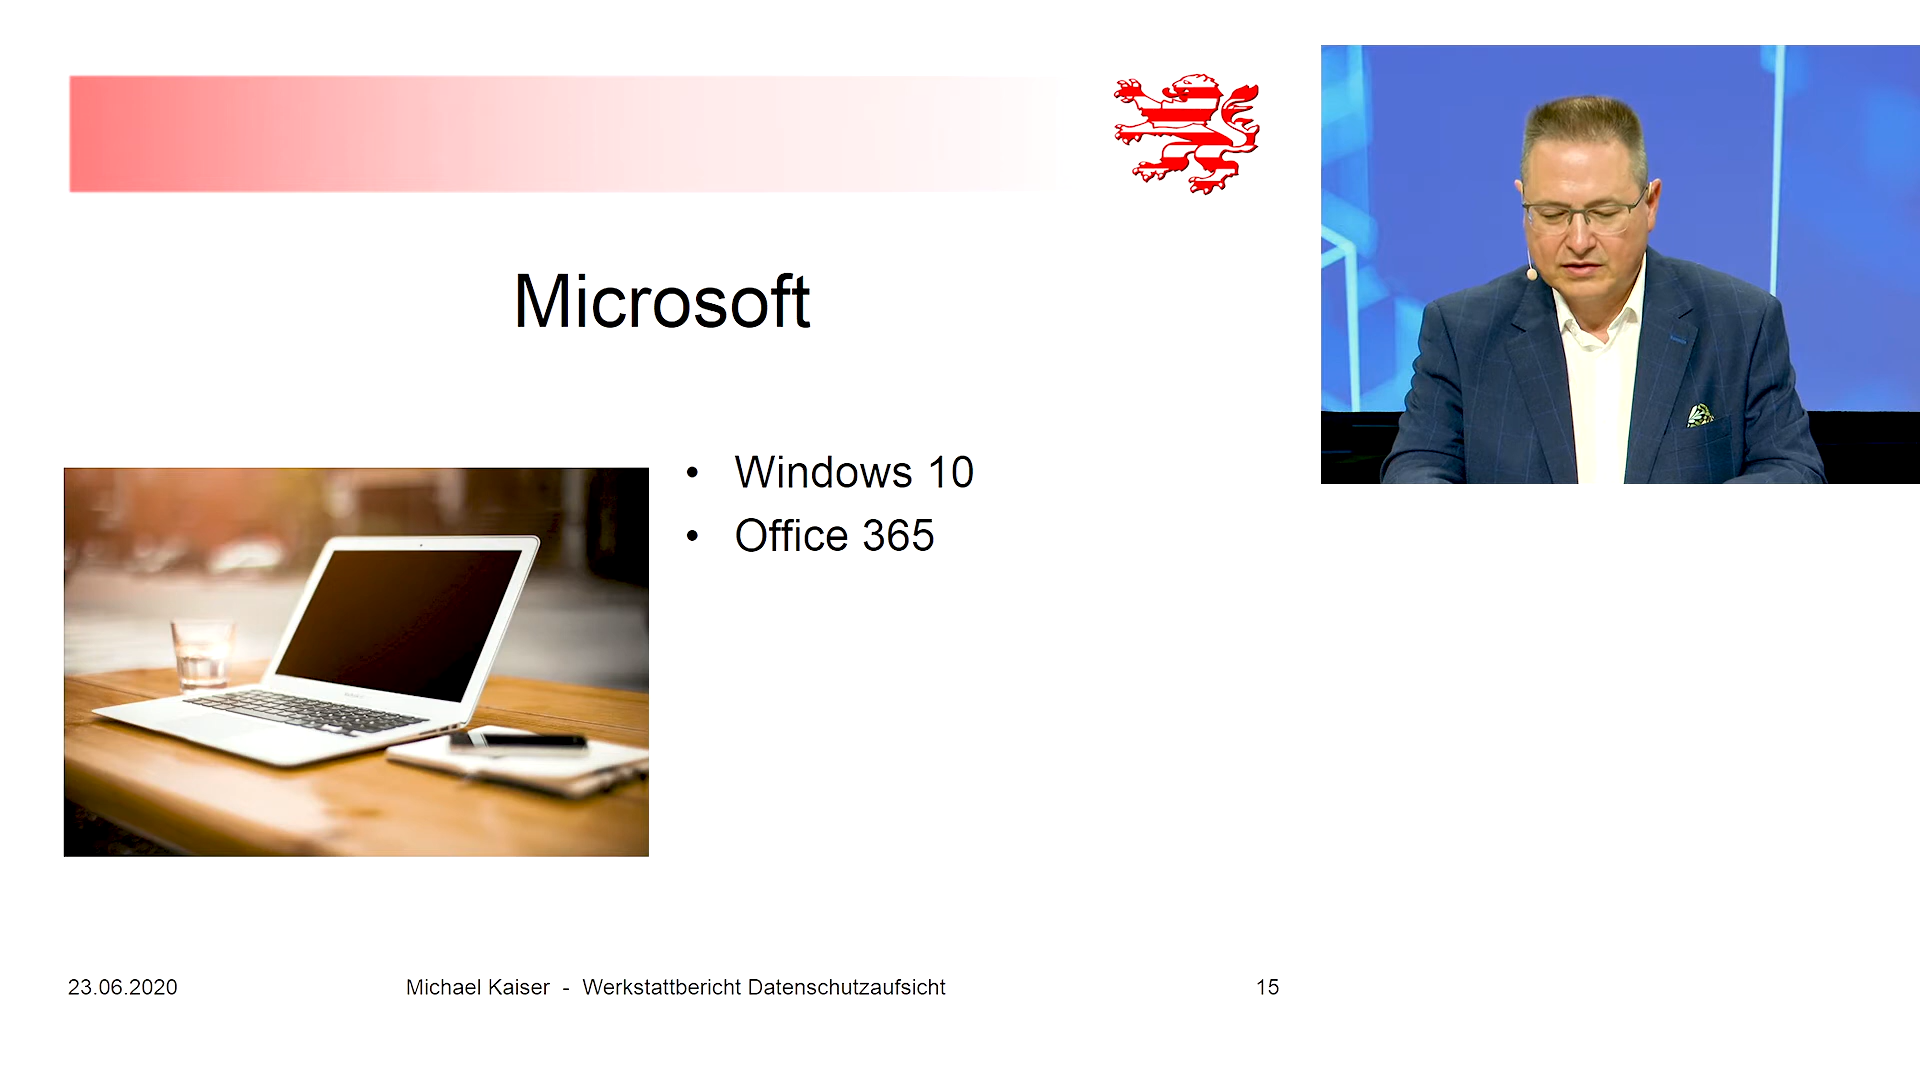 Microsoft
• Windows 10
• Office 365
23.06.2020
Michael Kaiser - Werkstattbericht Datenschutzaufsicht
15